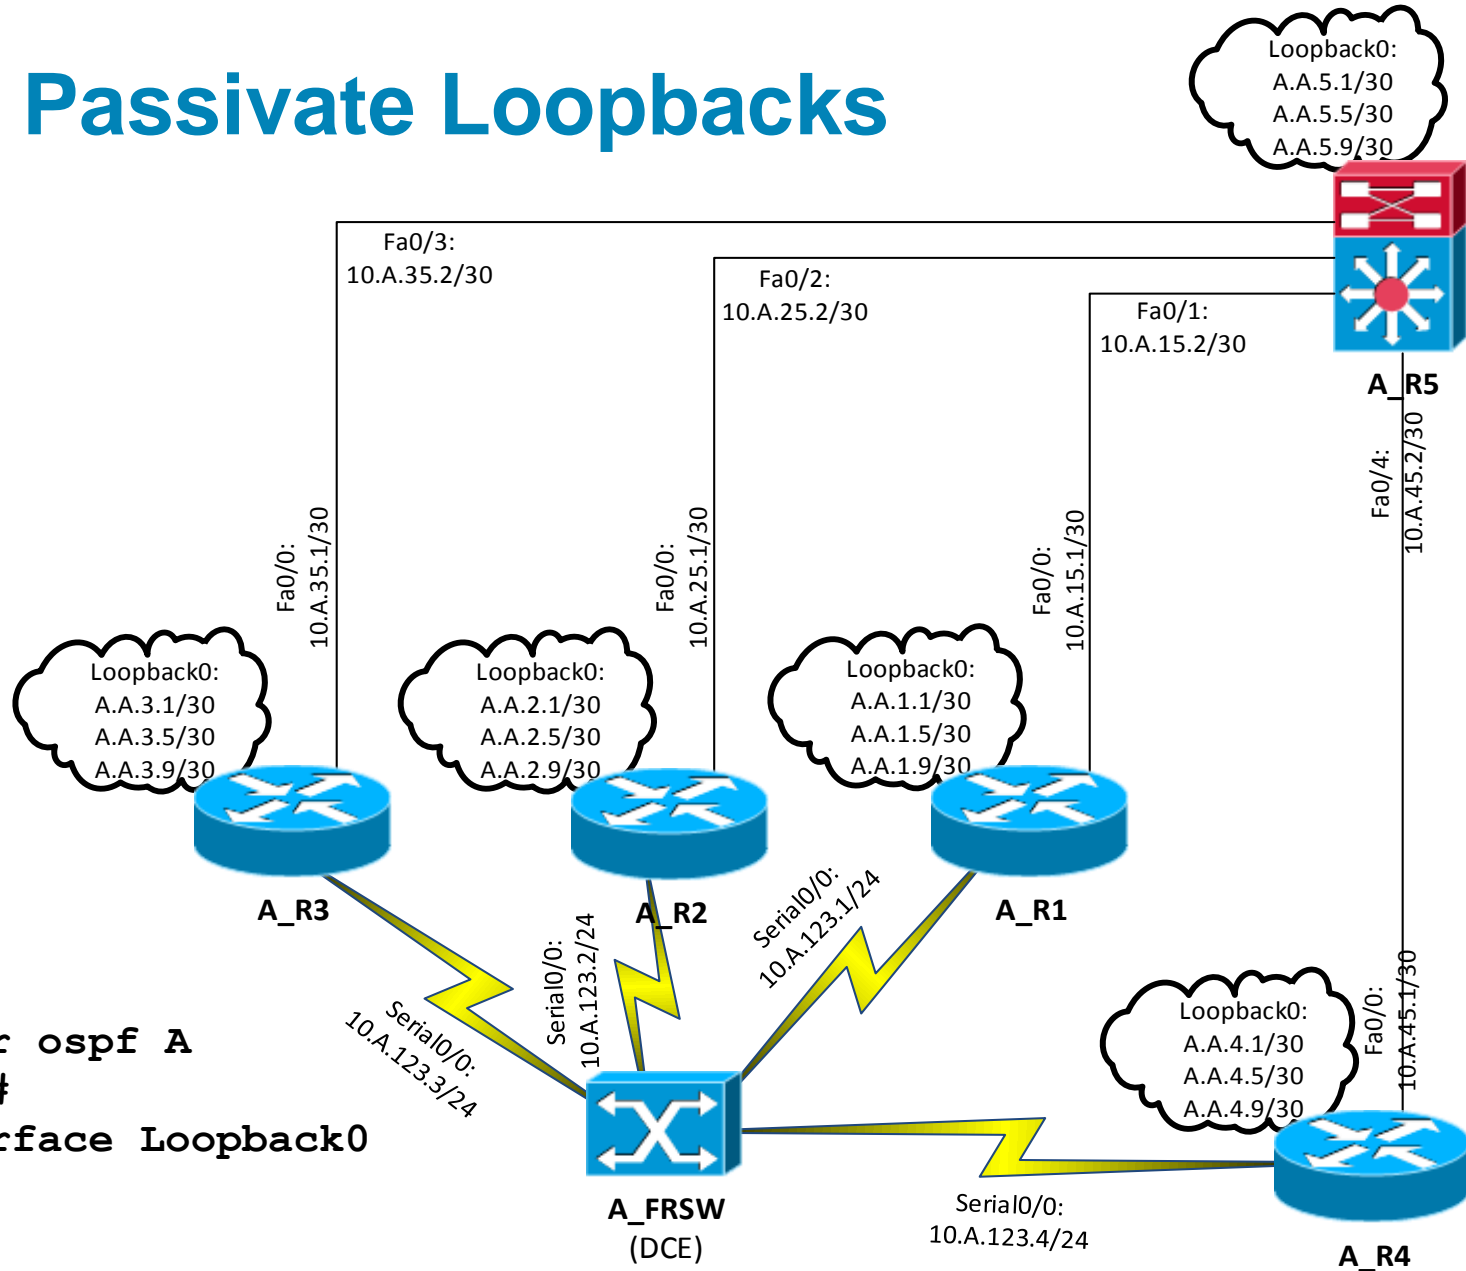 Passivate Loopbacks
Loopback0:
A.A.5.1/30
A.A.5.5/30
A.A.5.9/30
Fa0/3:
10.A.35.2/30
Fa0/2:
10.A.25.2/30
Fa0/1:
10.A.15.2/30
A_R5
Fa0/4:
10.A.45.2/30
Fa0/0:
10.A.35.1/30
Fa0/0:
10.A.25.1/30
Fa0/0:
10.A.15.1/30
Loopback0:
A.A.3.1/30
A.A.3.5/30
A.A.3.9/30
Loopback0:
A.A.2.1/30
A.A.2.5/30
A.A.2.9/30
Loopback0:
A.A.1.1/30
A.A.1.5/30
A.A.1.9/30
A_R3
A_R2
A_R1
Serial0/0:
10.A.123.3/24
Serial0/0:
10.A.123.2/24
Serial0/0:
10.A.123.1/24
Loopback0:
A.A.4.1/30
A.A.4.5/30
A.A.4.9/30
Fa0/0:
10.A.45.1/30
r ospf A
#
rface Loopback0
A_FRSW
(DCE)
Serial0/0:
10.A.123.4/24
A_R4